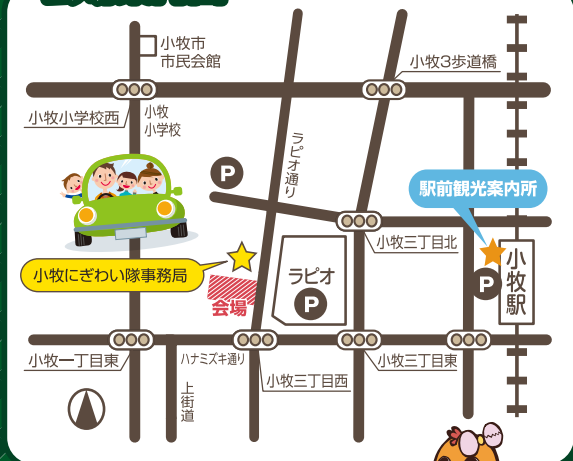 小牧市
市民会館
小牧3歩道橋
小牧小学校西
小牧
小学校
ラピオ通り
P
駅前観光案内所
小牧三丁目北
小牧にぎわい隊事務局
会場
ラピオ
P
P
小牧駅
小牧一丁目東
ハナミズキ通り
小牧三丁目西
小牧三丁目東
上街道